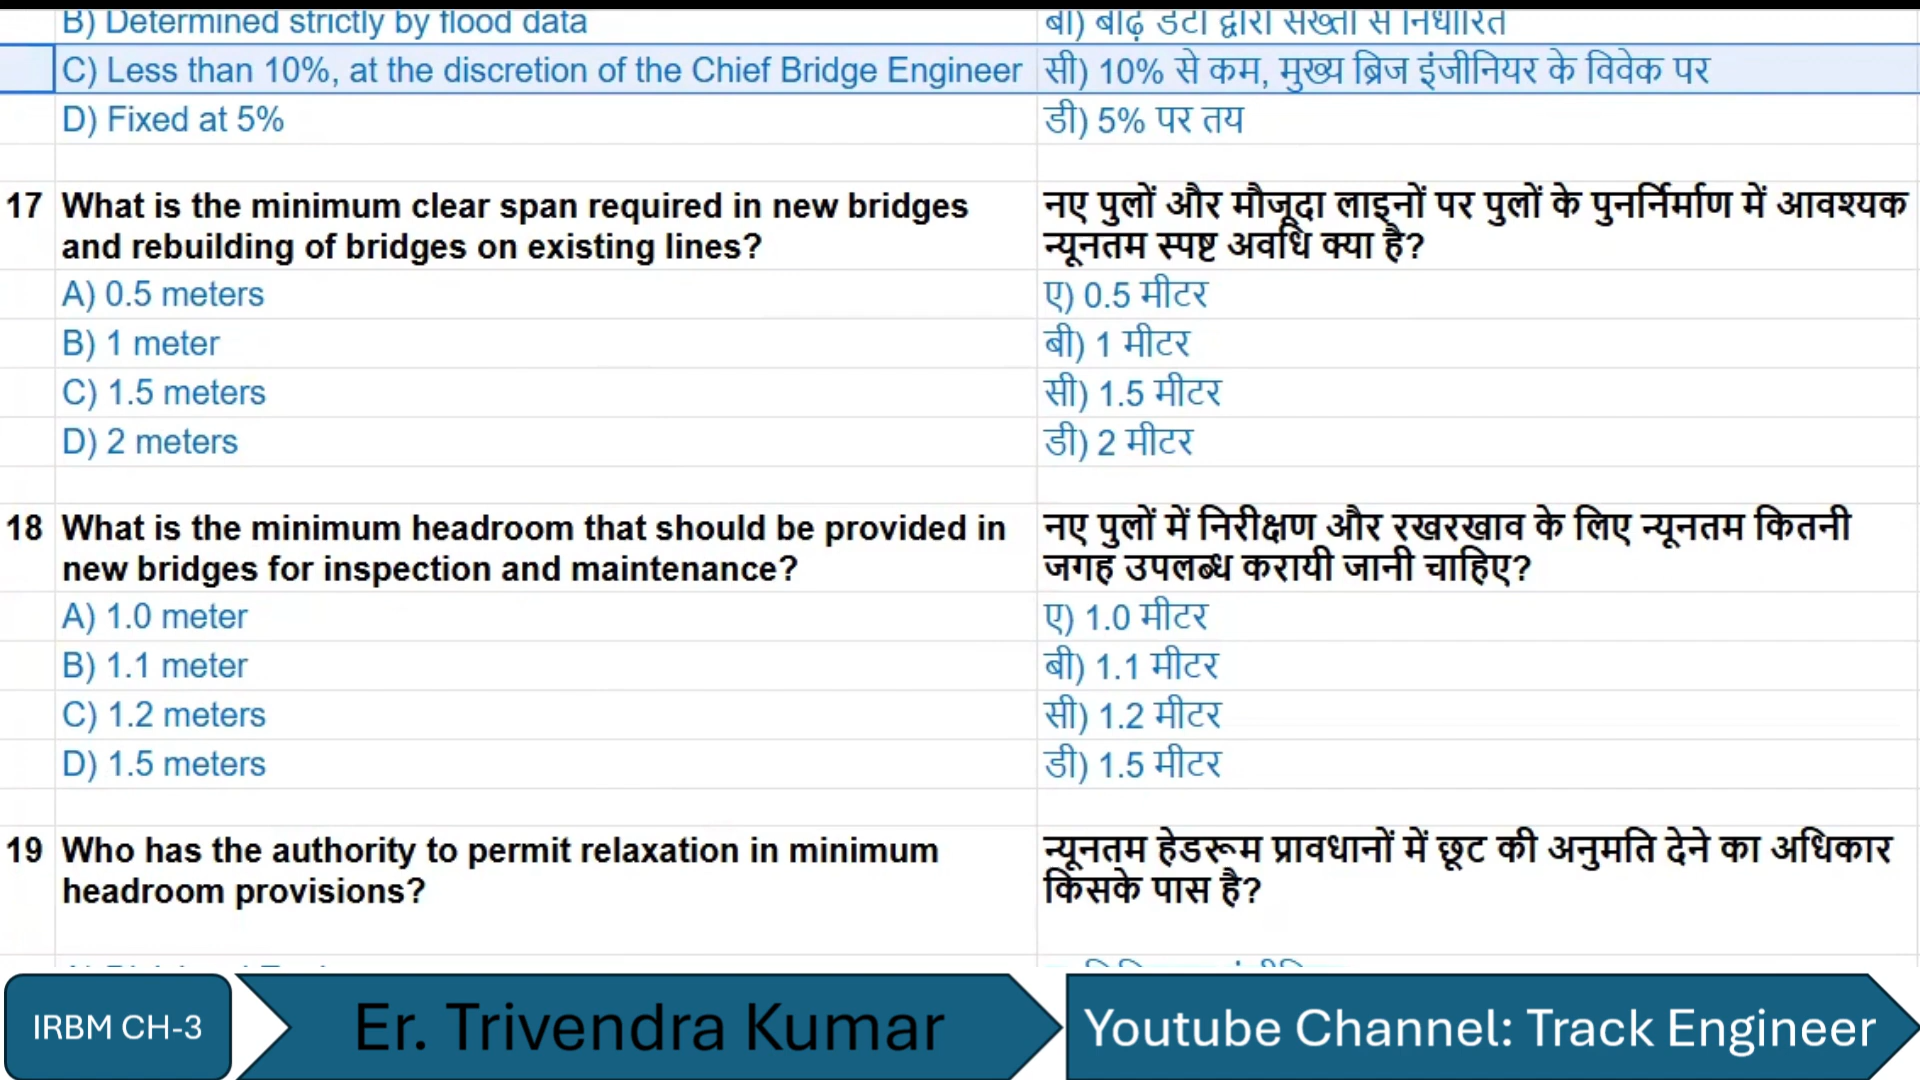 B) Determined strictly by flood data
बी) बाढ़ डेटा द्वारा सख्ती से निर्धारित
C) Less than 10%, at the discretion of the Chief Bridge Engineer
सी) 10% से कम, मुख्य ब्रिज इंजीनियर के विवेक पर
D) Fixed at 5%
डी) 5% पर तय
17 What is the minimum clear span required in new bridges
and rebuilding of bridges on existing lines?
नए पुलों और मौजूदा लाइनों पर पुलों के पुनर्निर्माण में आवश्यक
न्यूनतम स्पष्ट अवधि क्या है?
A) 0.5 meters
ए) 0.5 मीटर
B) 1 meter
बी) 1 मीटर
C) 1.5 meters
सी) 1.5 मीटर
D) 2 meters
डी) 2 मीटर
18 What is the minimum headroom that should be provided in
new bridges for inspection and maintenance?
नए पुलों में निरीक्षण और रखरखाव के लिए न्यूनतम कितनी
जगह उपलब्ध करायी जानी चाहिए?
A) 1.0 meter
ए) 1.0 मीटर
B) 1.1 meter
बी) 1.1 मीटर
C) 1.2 meters
सी) 1.2 मीटर
D) 1.5 meters
डी) 1.5 मीटर
19 Who has the authority to permit relaxation in minimum
headroom provisions?
न्यूनतम हेडरूम प्रावधानों में छूट की अनुमति देने का अधिकार
किसके पास है?
IRBM CH-3
Er. Trivendra Kumar
Youtube Channel: Track Engineer